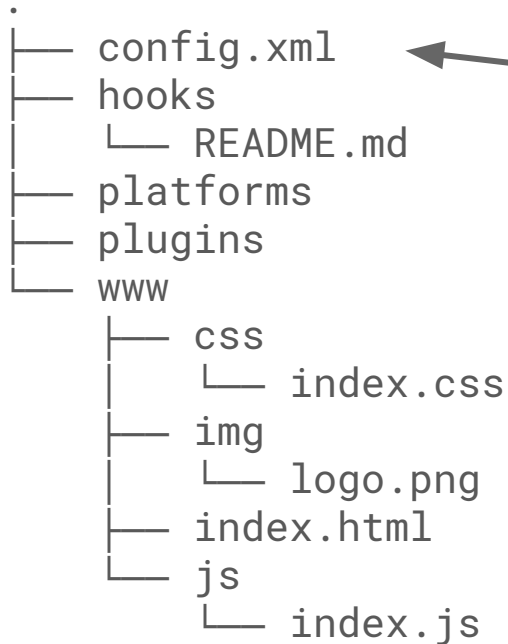 .
├── config.xml
├── hooks
│   └── README.md
├── platforms
├── plugins
└── www
    ├── css
    │   └── index.css
    ├── img
    │   └── logo.png
    ├── index.html
    └── js
        └── index.js